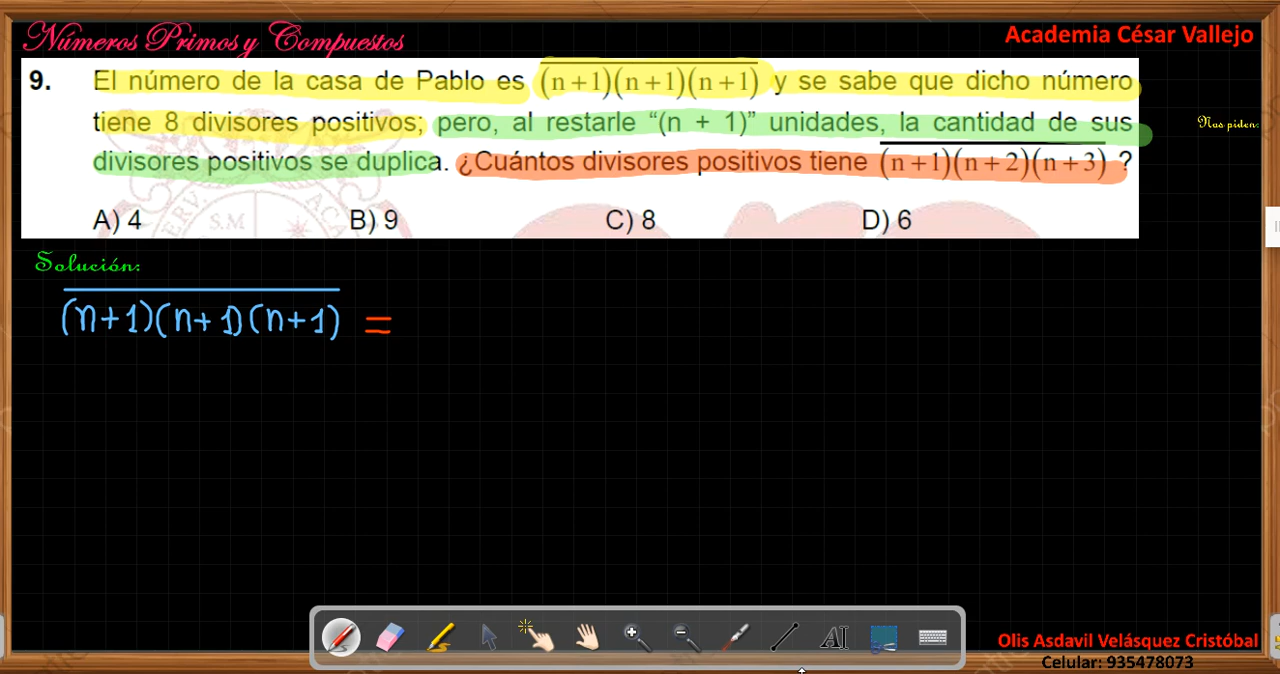 Números Primos y Compuestos
Academia César Vallejo
9. El número de la casa de Pablo es (n+1)(n+1)(n+1) y se sabe que dicho número
tiene 8 divisores positivos; pero, al restarle “(n + 1)” unidades, la cantidad de sus
Nos piden:
divisores positivos se duplica. ¿Cuántos divisores positivos tiene (n+1)(n+2)(n+3) ?
A) 4 B) 9 C) 8 D) 6
S.M
Solución:
(n+1)(n+1)(n+1) =
AI
Olis Asdavil Velásquez Cristóbal
Celular: 935478073